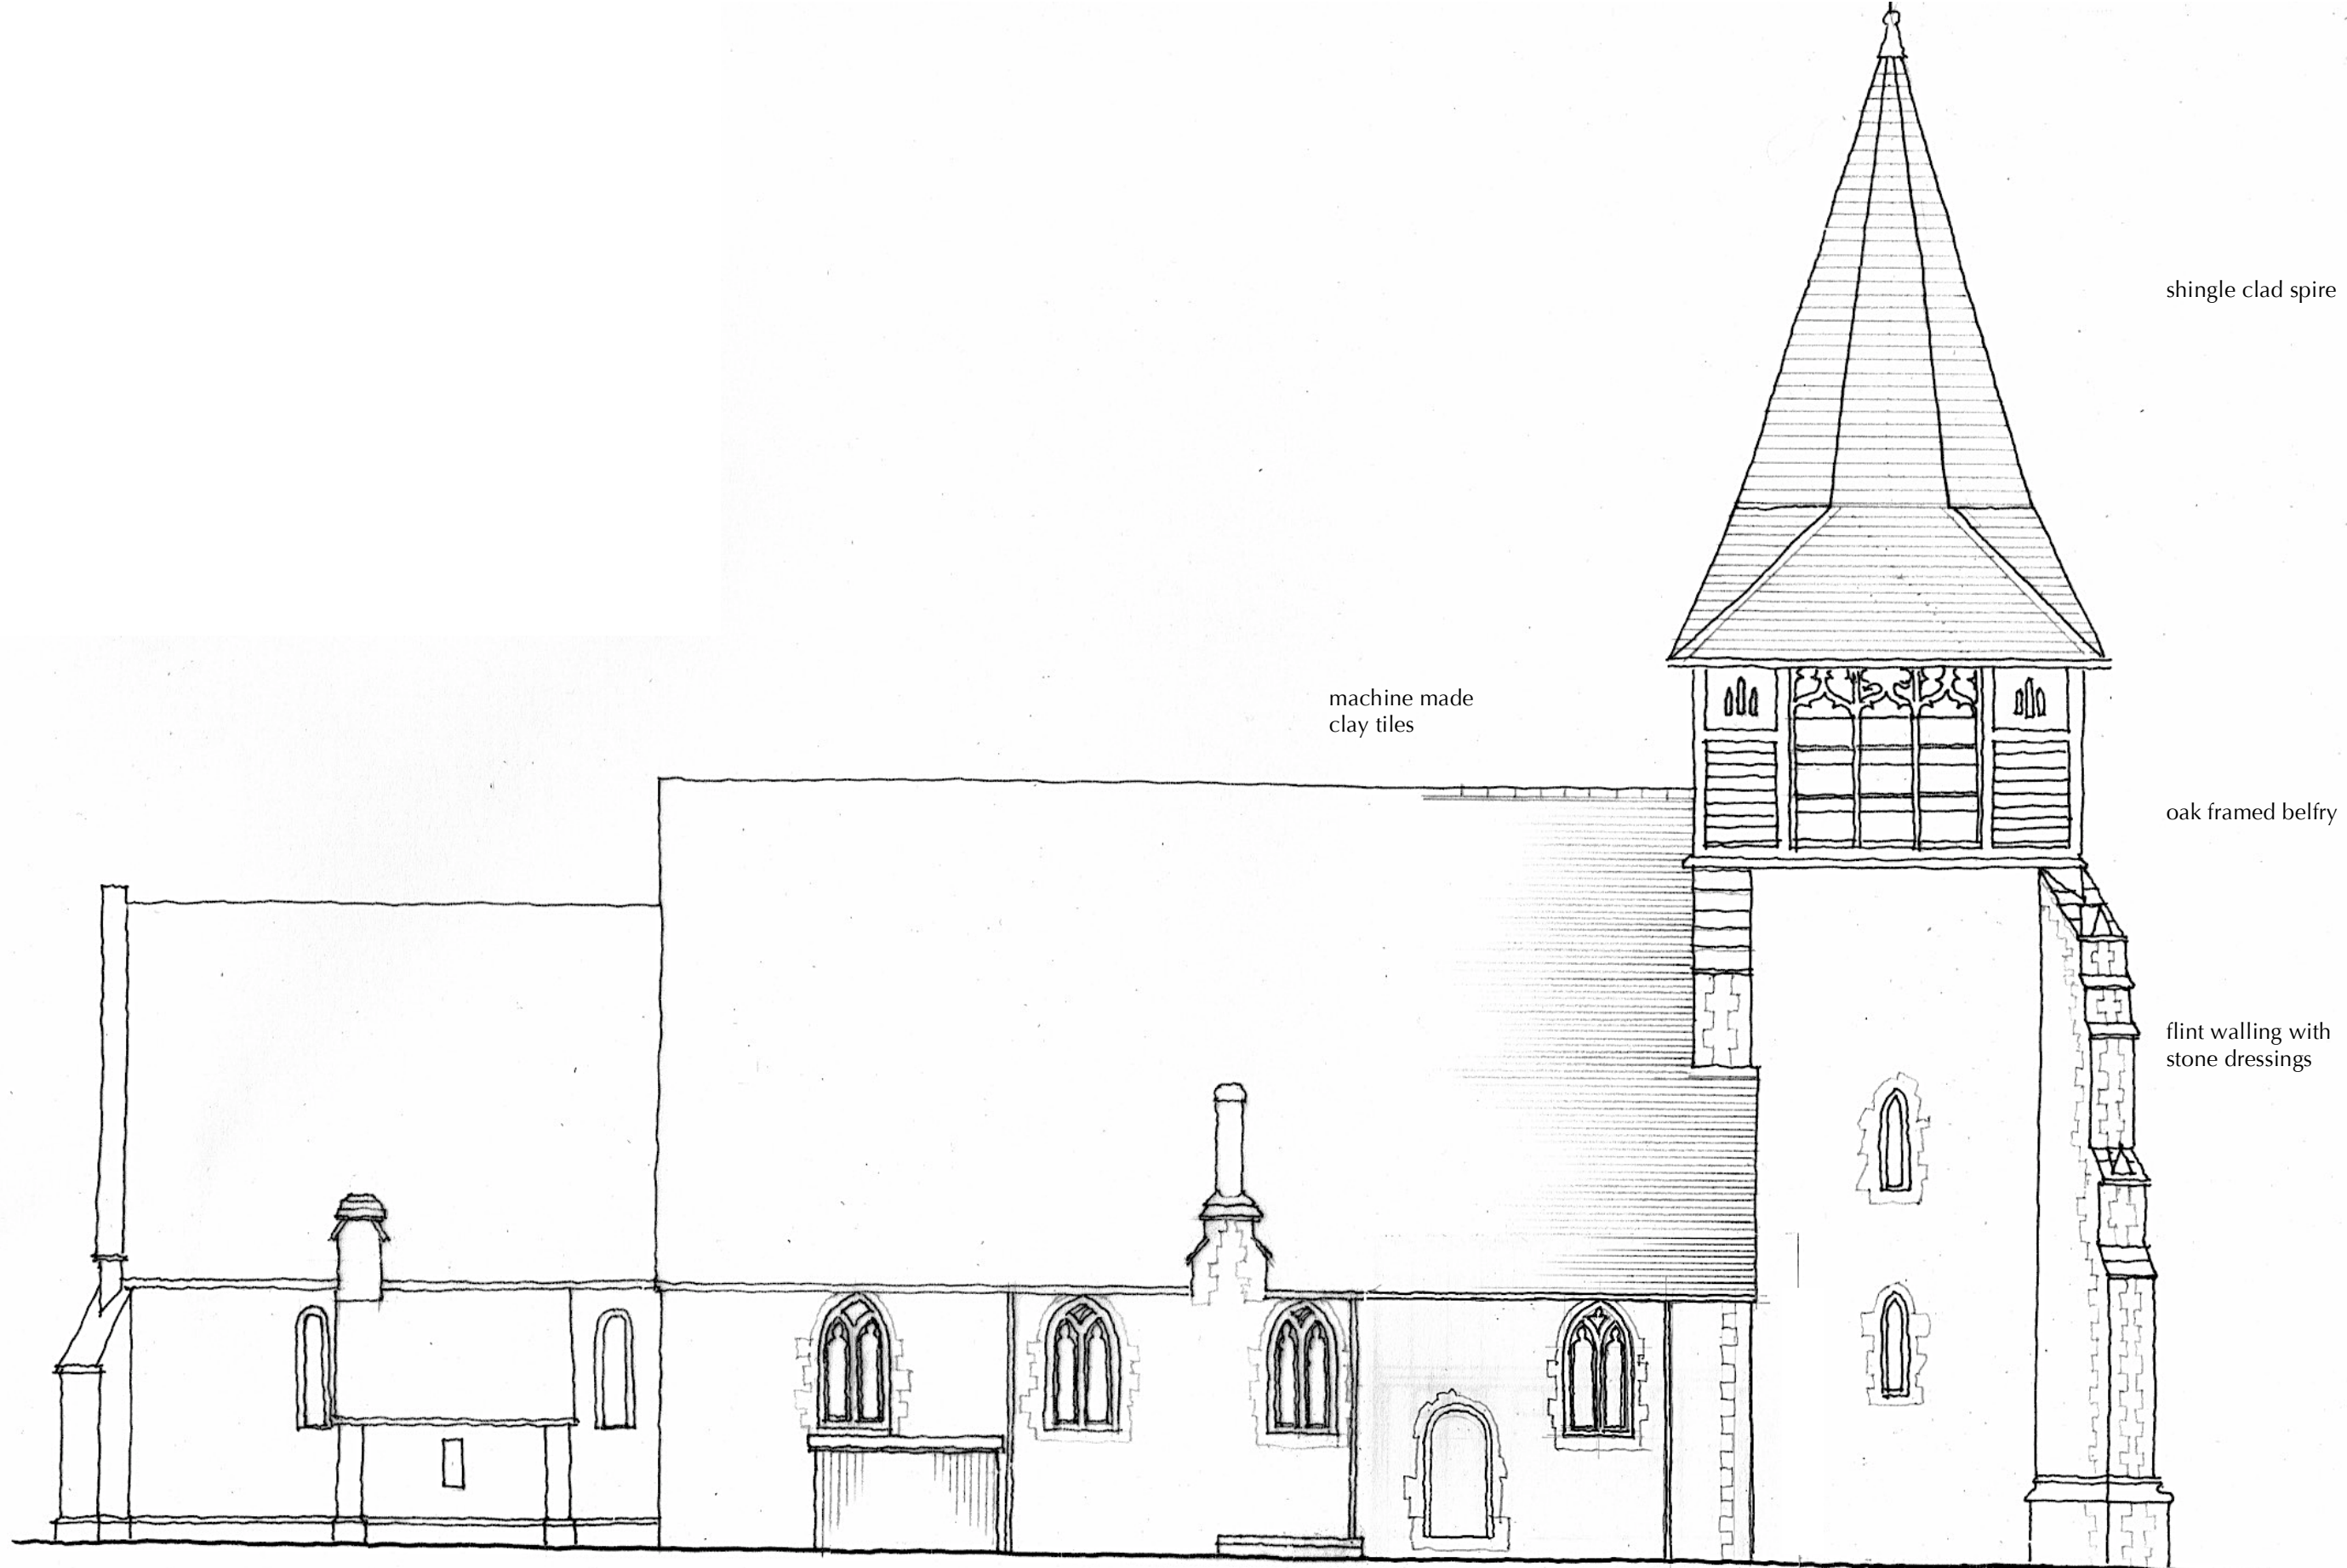 shingle clad spire
machine made
clay tiles
oak framed belfry
flint walling with
stone dressings